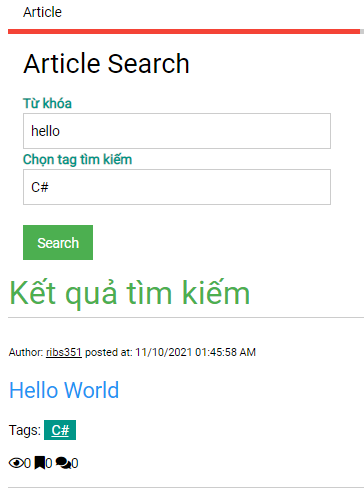 Article
Article Search
Từ khóa
hello
Chọn tag tìm kiếm
C#
Search
Kết quả tìm kiếm
Author: ribs351 posted at: 11/10/2021 01:45:58 AM
Hello World
Tags: C#
0 0 0